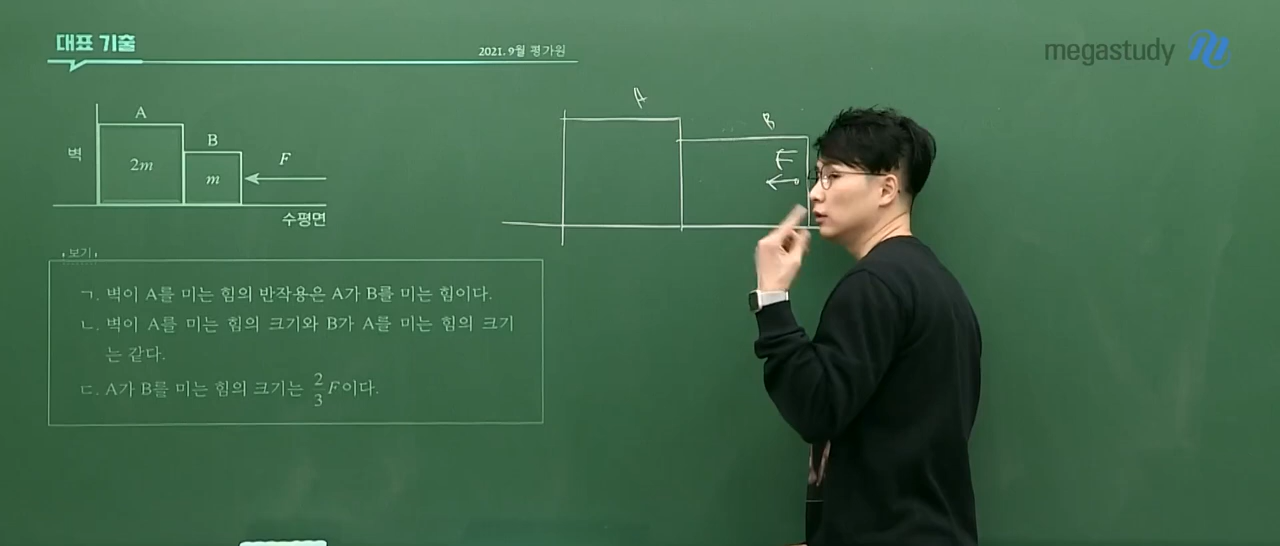 대표 기출
2021. 9월 평가원
megastudy
A
B
벽
2m
m
F
수평면
A
B
F
보기
ㄱ. 벽이 A를 미는 힘의 반작용은 A가 B를 미는 힘이다.
ㄴ. 벽이 A를 미는 힘의 크기와 B가 A를 미는 힘의 크기
는 같다.
ㄷ. A가 B를 미는 힘의 크기는 2/3 F이다.